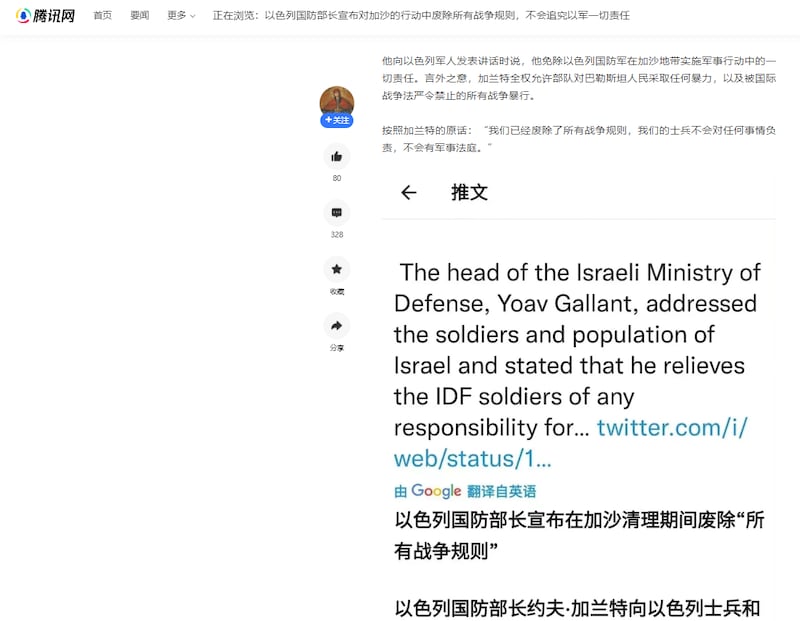 腾讯网 首页 要闻 更多 正在浏览：以色列国防部长宣布对加沙的行动中废除所有战争规则，不会追究以军一切责任
他向以色列军人发表讲话时说，他免除以色列国防军在加沙地带实施军事行动中的一
切责任。言外之意，加兰特全权允许部队对巴勒斯坦人民采取任何暴力，以及被国际
战争法严令禁止的所有战争暴行。
+关注
按照加兰特的原话：“我们已经废除了所有战争规则，我们的士兵不会对任何事情负
责，不会有军事法庭。”
80
328
收藏
分享
← 推文
The head of the Israeli Ministry of
Defense, Yoav Gallant, addressed
the soldiers and population of
Israel and stated that he relieves
the IDF soldiers of any
responsibility for... twitter.com/i/
web/status/1...
由 Google 翻译自英语
以色列国防部长宣布在加沙清理期间废除“所
有战争规则”
以色列国防部长约夫·加兰特向以色列士兵和